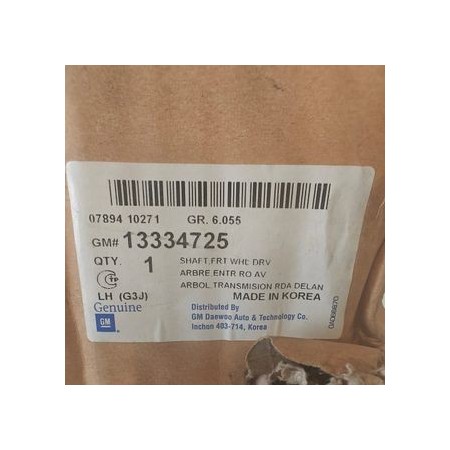 07894 10271 GR. 6.055
GM# 13334725
QTY. 1 SHAFT,FRT WHL DRV
ARBRE ENTR RO AV
ARBOL TRANSMISION RDA DELAN
LH (G3J) MADE IN KOREA
Genuine
GM
Distributed By
GM Daewoo Auto & Technology Co.
Inchon 403-714, Korea